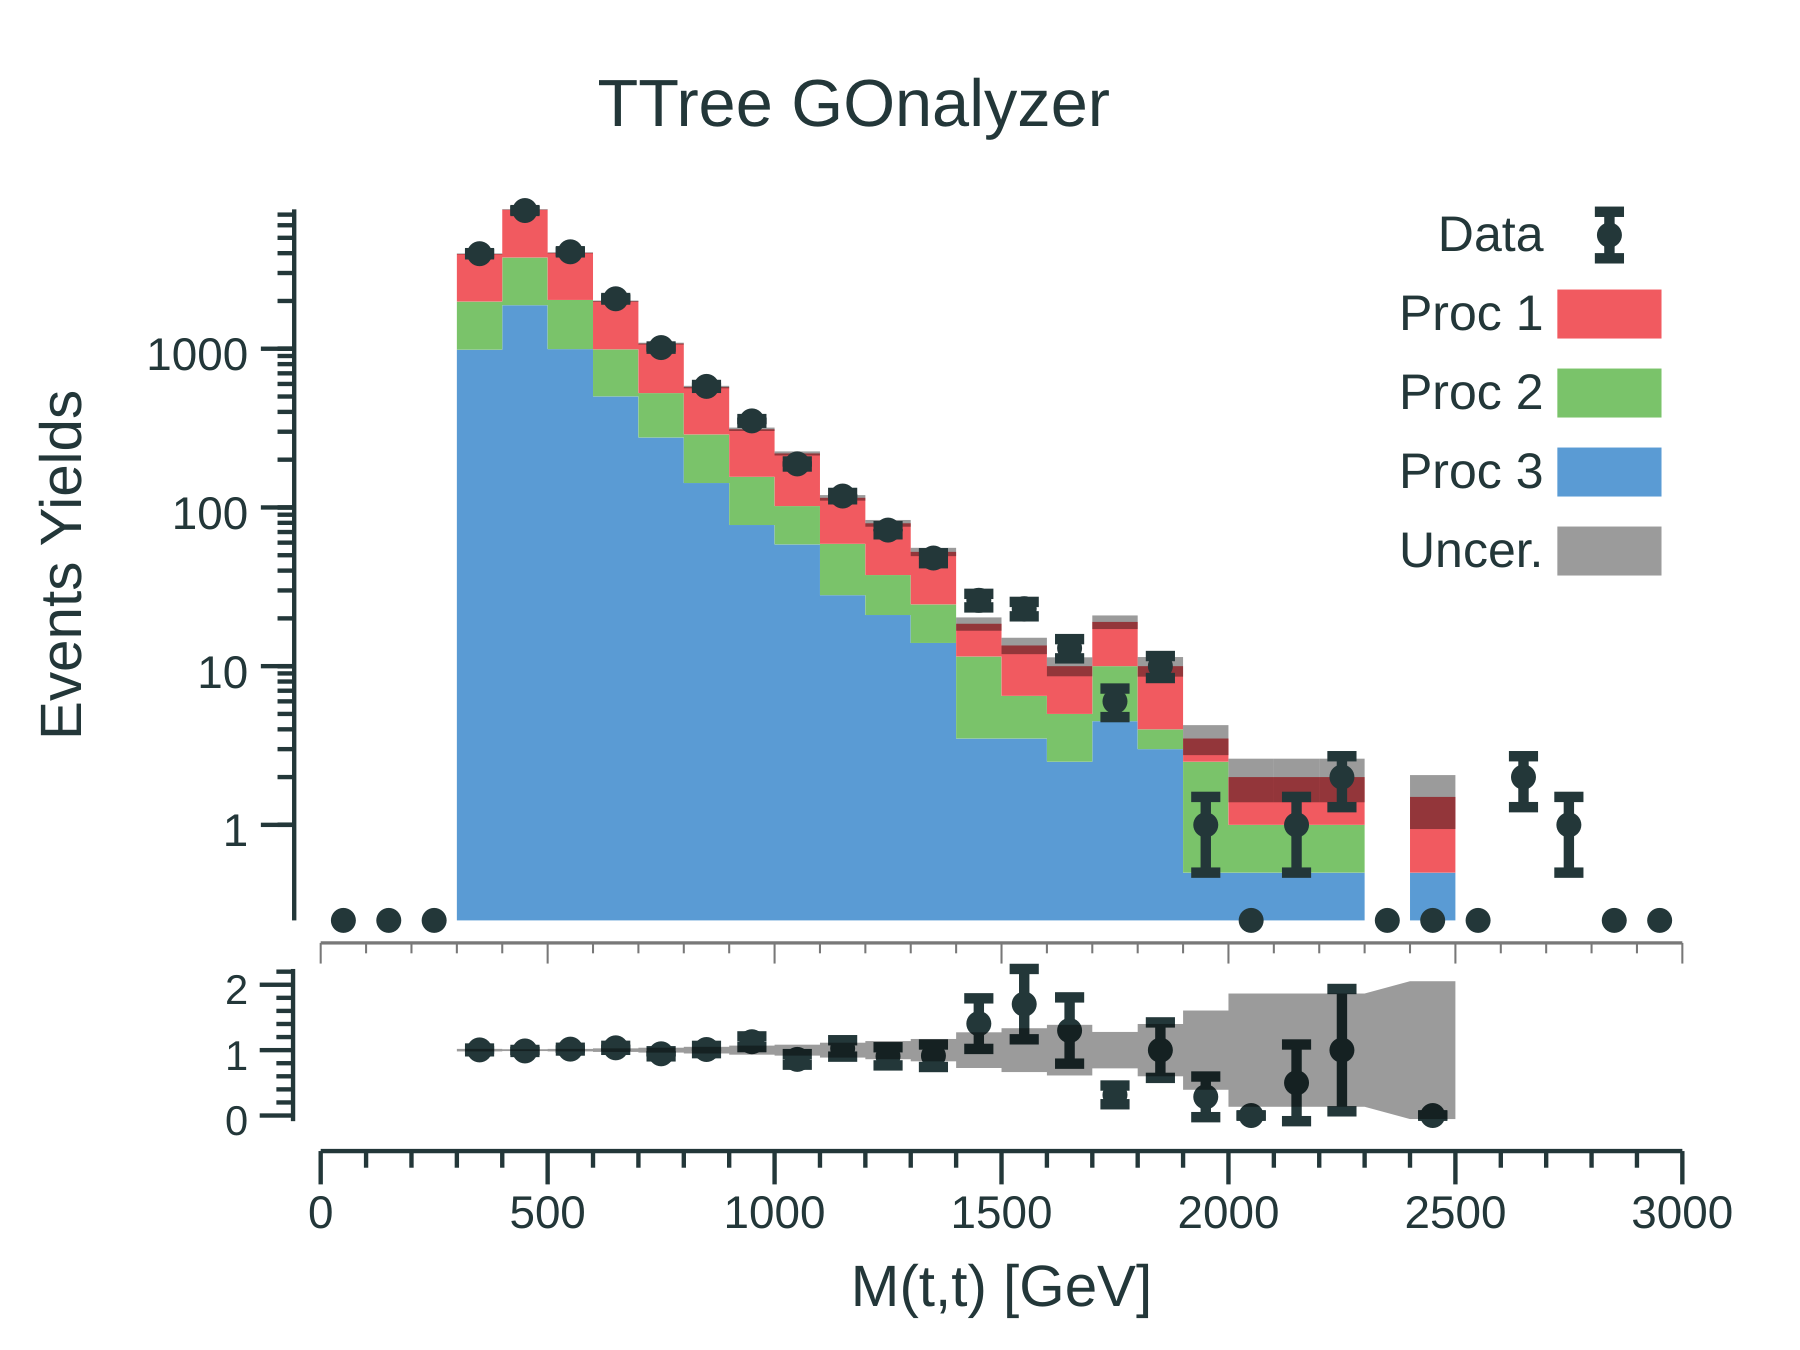 TTree GOnalyzer
Data
Proc 1
Proc 2
Proc 3
Uncer.
Events Yields
1000
100
10
1
2
1
0
0 500 1000 1500 2000 2500 3000
M(t,t) [GeV]